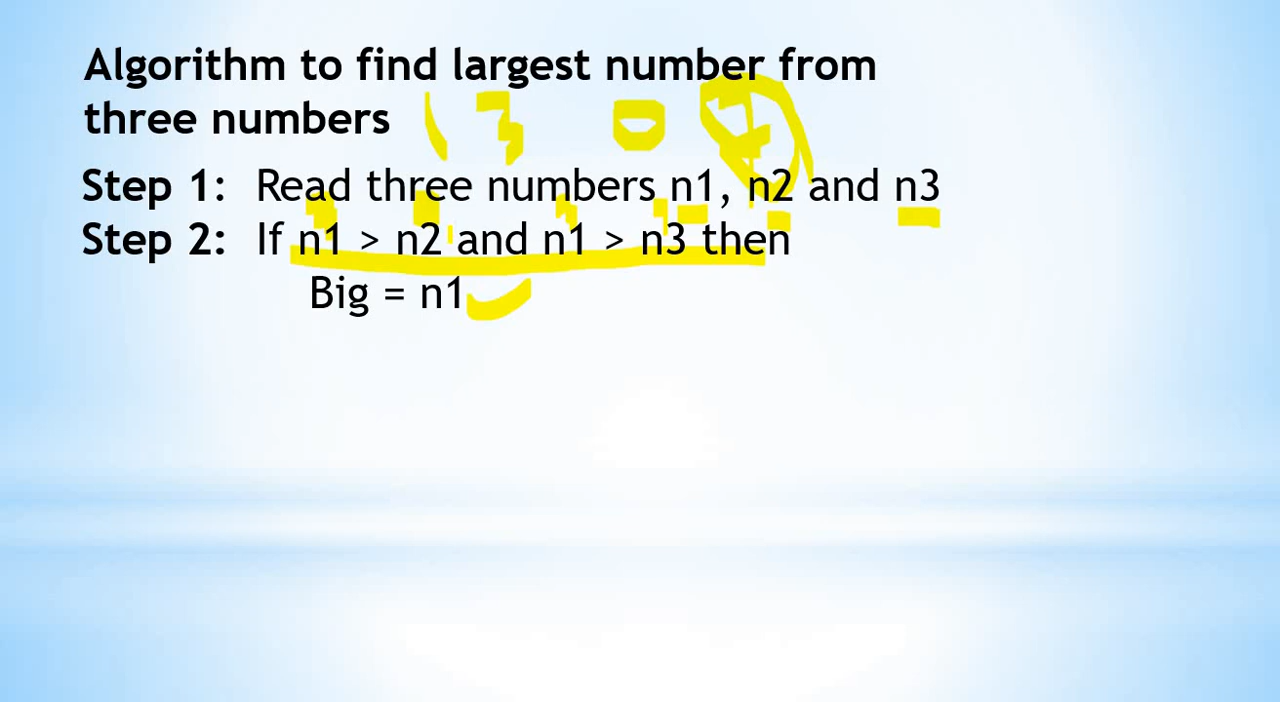 Algorithm to find largest number from
three numbers
Step 1: Read three numbers n1, n2 and n3
Step 2: If n1 > n2 and n1 > n3 then
Big = n1